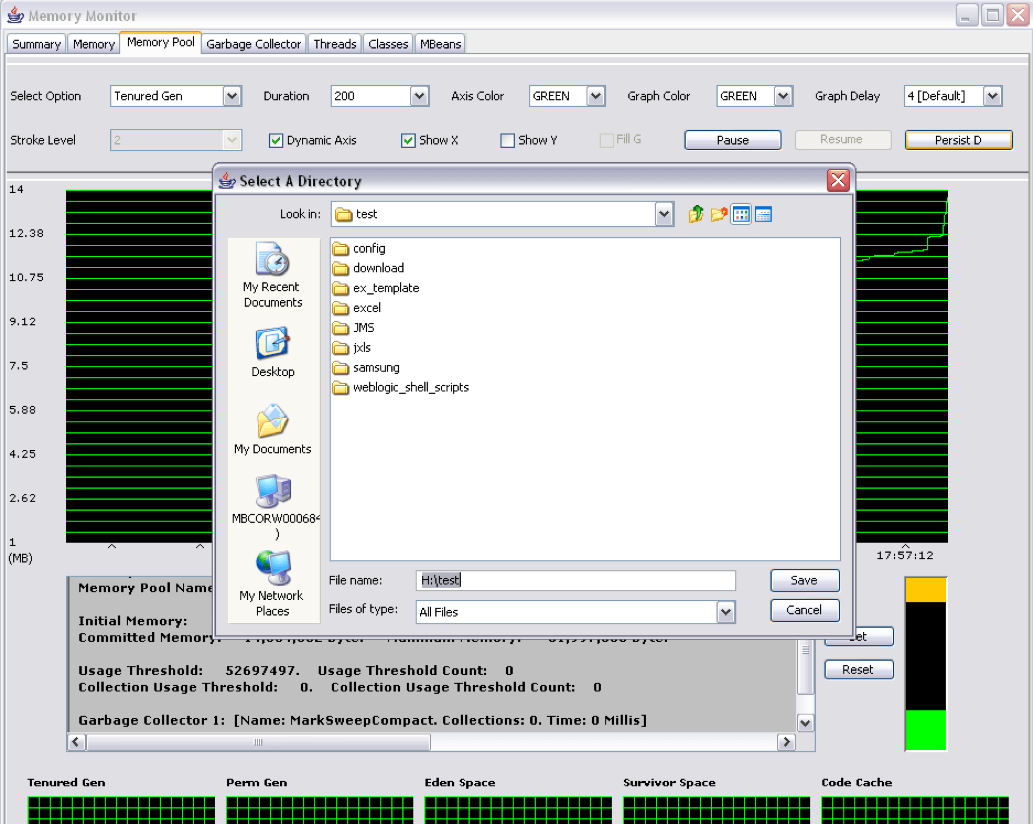 Memory Monitor
Summary Memory Memory Pool Garbage Collector Threads Classes MBeans
Select Option Tenured Gen Duration 200 Axis Color GREEN Graph Color GREEN Graph Delay 4 [Default]
Stroke Level 2 Dynamic Axis Show X Show Y Fill G Pause Resume Persist D
Select A Directory
Look in: test
My Recent
Documents
Desktop
My Documents
MBCORW000684
)
My Network
Places
config
download
ex_template
excel
JMS
jxls
samsung
weblogic_shell_scripts
File name: H:\test Save
Files of type: All Files Cancel
14
12.38
10.75
9.12
7.5
5.88
4.25
2.62
1
(MB)
17:57:12
Memory Pool Name
Initial Memory:
Committed Memory:
Usage Threshold: 52697497. Usage Threshold Count: 0
Collection Usage Threshold: 0. Collection Usage Threshold Count: 0
Garbage Collector 1: [Name: MarkSweepCompact. Collections: 0. Time: 0 Millis]
Reset
Tenured Gen Perm Gen Eden Space Survivor Space Code Cache